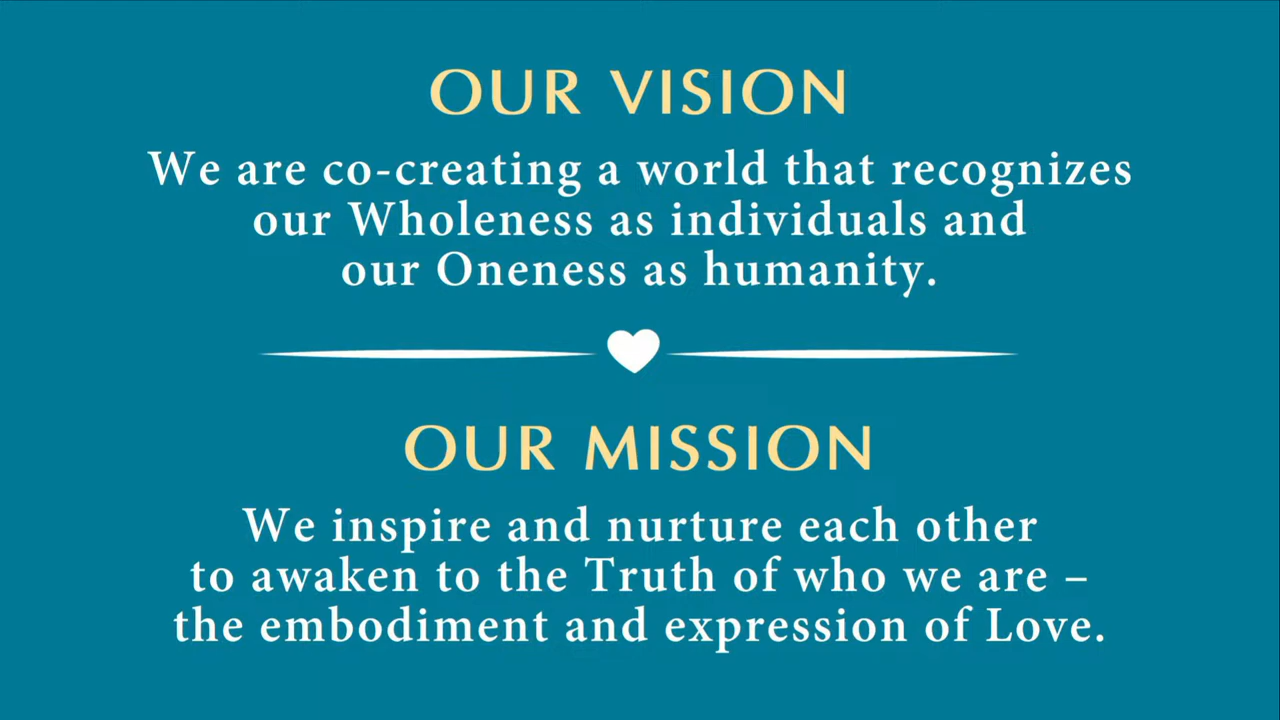 OUR VISION
We are co-creating a world that recognizes
our Wholeness as individuals and
our Oneness as humanity.
OUR MISSION
We inspire and nurture each other
to awaken to the Truth of who we are –
the embodiment and expression of Love.